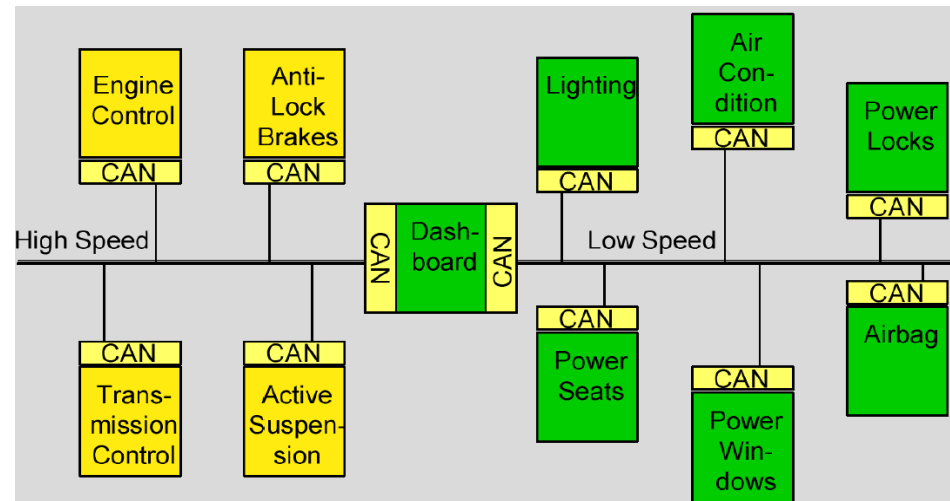 Engine
Control
CAN
Anti-
Lock
Brakes
CAN
Lighting
CAN
Air
Con-
dition
CAN
Power
Locks
CAN
High Speed
CAN
Dash-
board
CAN
Low Speed
CAN
Trans-
mission
Control
CAN
Active
Suspen-
sion
CAN
Power
Seats
CAN
Power
Win-
dows
CAN
Airbag